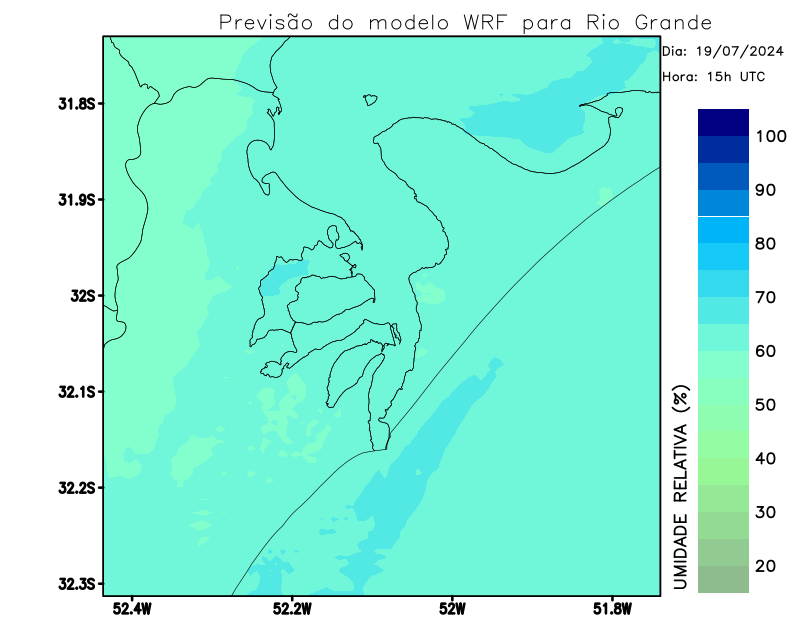 Previsão do modelo WRF para Rio Grande
Dia: 19/07/2024
Hora: 15h UTC
31.8S
31.9S
32S
32.1S
32.2S
32.3S
52.4W
52.2W
52W
51.8W
100
90
80
70
60
50
40
30
20
UMIDADE RELATIVA (%)